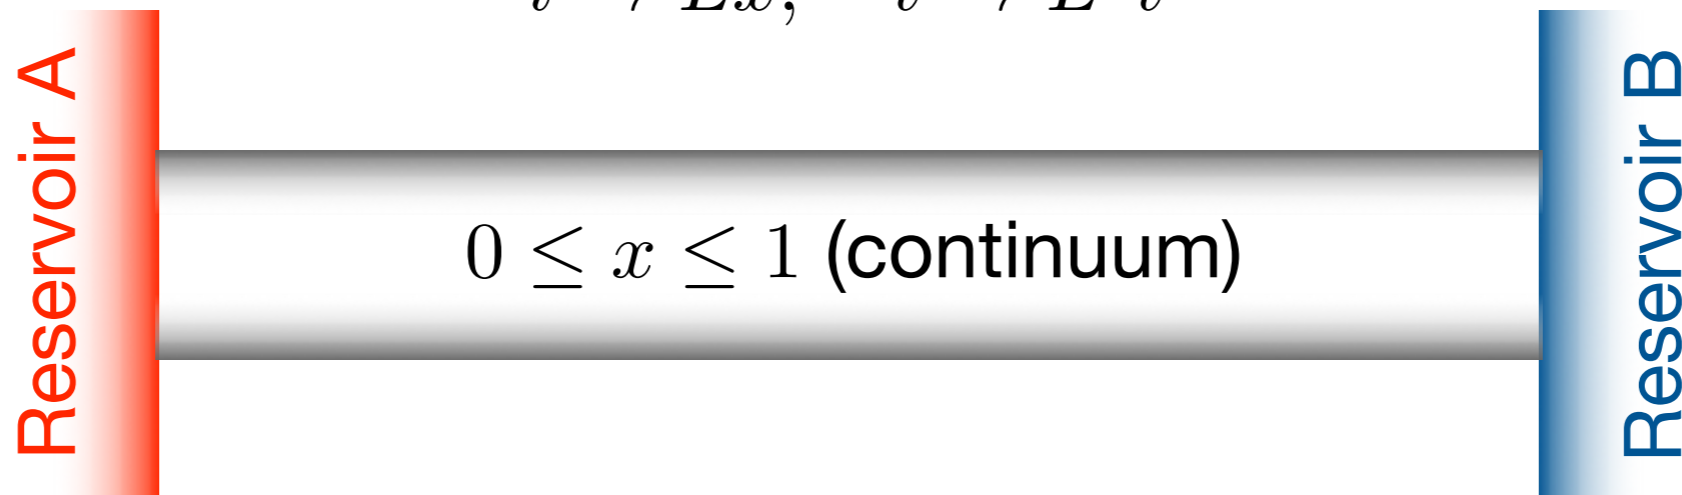 Reservoir A
0 ≤ x ≤ 1 (continuum)
Reservoir B